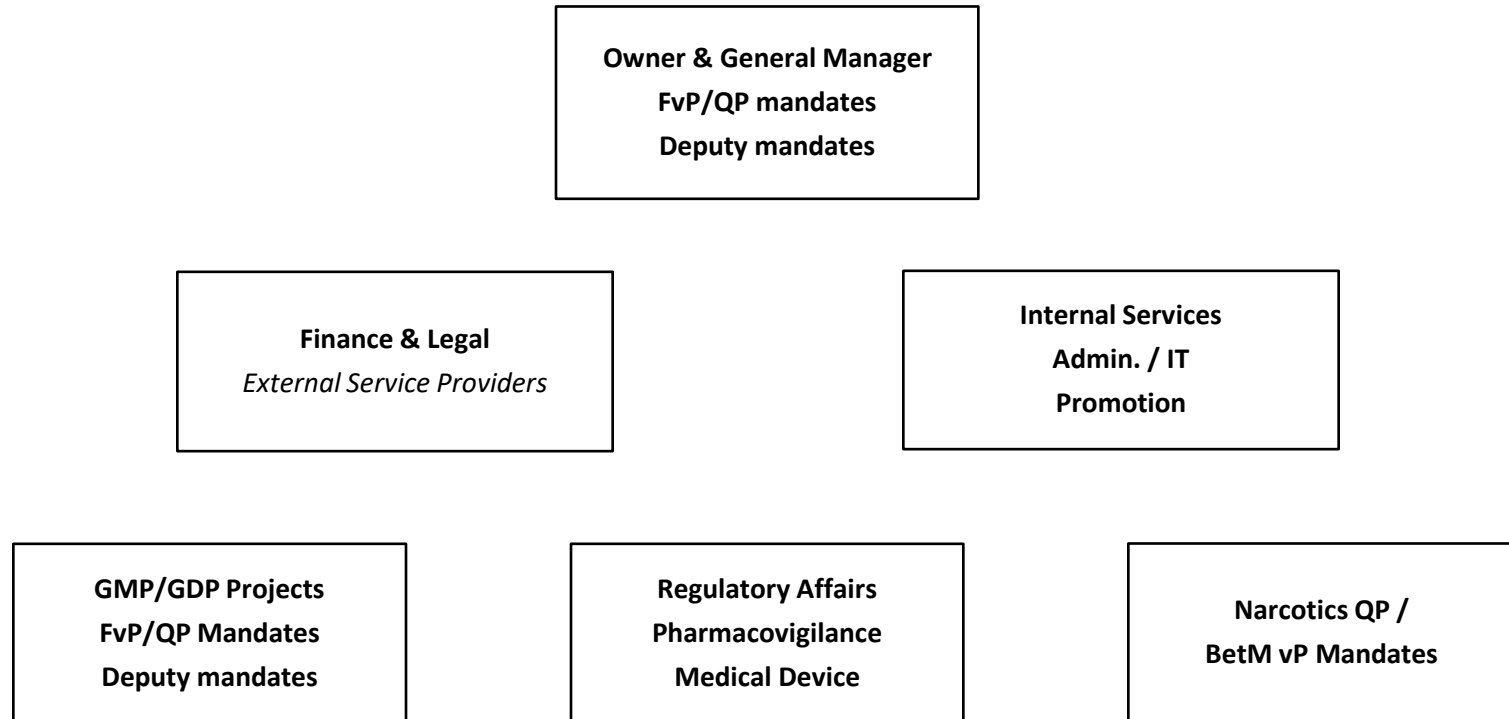 Owner & General Manager
FvP/QP mandates
Deputy mandates
Finance & Legal
External Service Providers
Internal Services
Admin. / IT
Promotion
GMP/GDP Projects
FvP/QP Mandates
Deputy mandates
Regulatory Affairs
Pharmacovigilance
Medical Device
Narcotics QP /
BetM vP Mandates